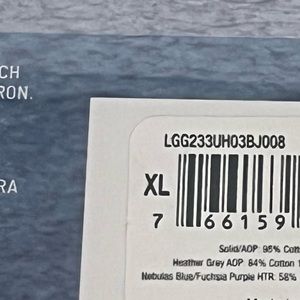 CH
RON.
RA
LGG233UH03BJ008
XL
7 66159
Solid/AOP: 95% Cott
Heather Grey AOP: 84% Cotton 1
Nebulas Blue/Fuchsia Purple HTR: 58%